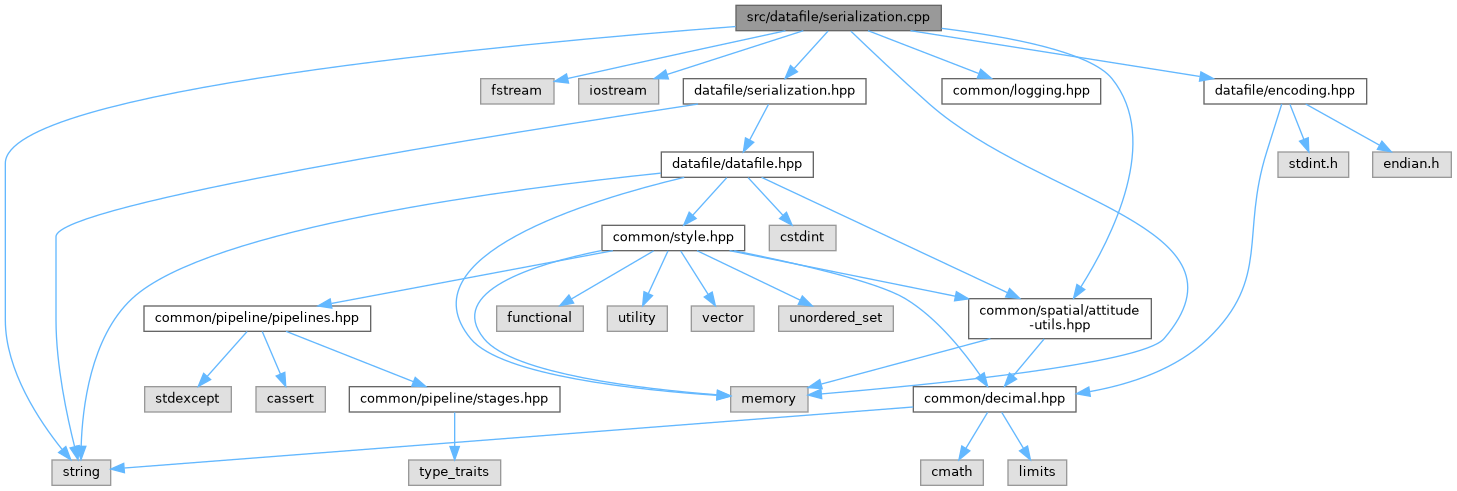 src/datafile/serialization.cpp
fstream
iostream
datafile/serialization.hpp
common/logging.hpp
datafile/encoding.hpp
datafile/datafile.hpp
stdint.h
endian.h
common/style.hpp
cstdint
common/pipeline/pipelines.hpp
functional
utility
vector
unordered_set
common/spatial/attitude
-utils.hpp
stdexcept
cassert
common/pipeline/stages.hpp
memory
common/decimal.hpp
string
type_traits
cmath
limits